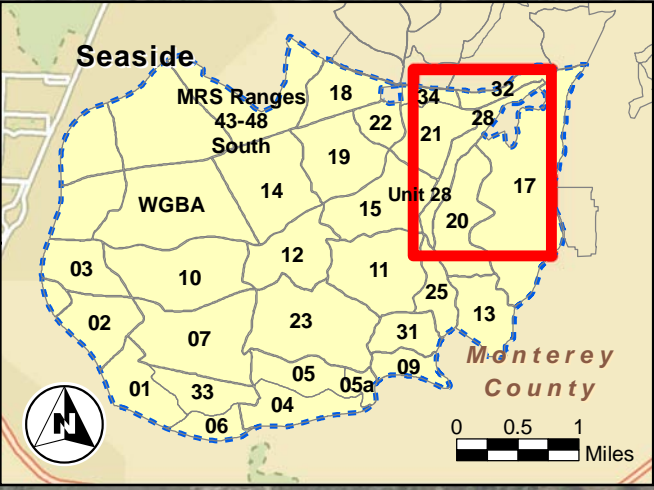 Seaside
MRS Ranges
43-48
South
18
34
32
22
21
28
19
17
14
Unit 28
WGBA
15
20
12
03
10
11
25
02
23
13
07
31
Monterey
County
09
05
05a
01
33
04
06
N
0 0.5 1
Miles